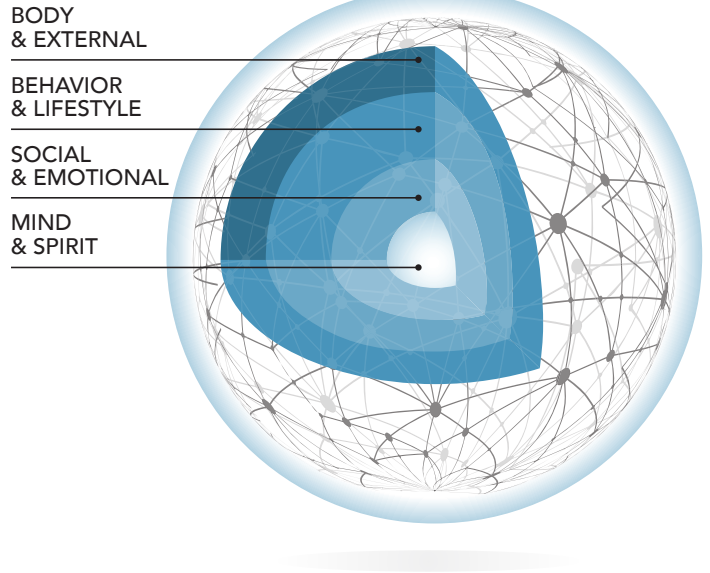 BODY
& EXTERNAL
BEHAVIOR
& LIFESTYLE
SOCIAL
& EMOTIONAL
MIND
& SPIRIT